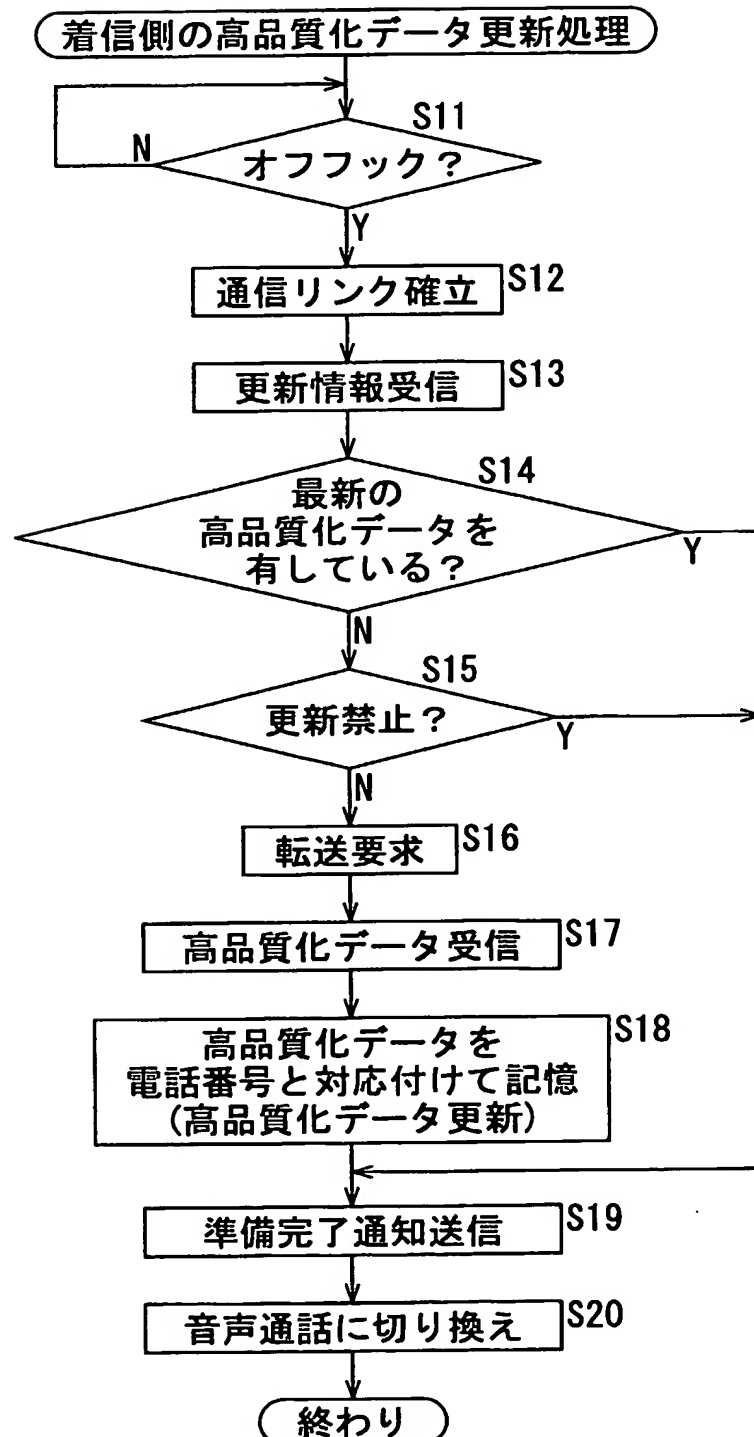 着信側の高品質化データ更新処理
S11
N
オフフック？
Y
通信リンク確立
S12
更新情報受信
S13
S14
最新の
高品質化データを
有している？
Y
N
S15
更新禁止？
Y
N
転送要求
S16
高品質化データ受信
S17
高品質化データを
S18
電話番号と対応付けて記憶
(高品質化データ更新)
準備完了通知送信
S19
音声通話に切り換え
S20
終わり